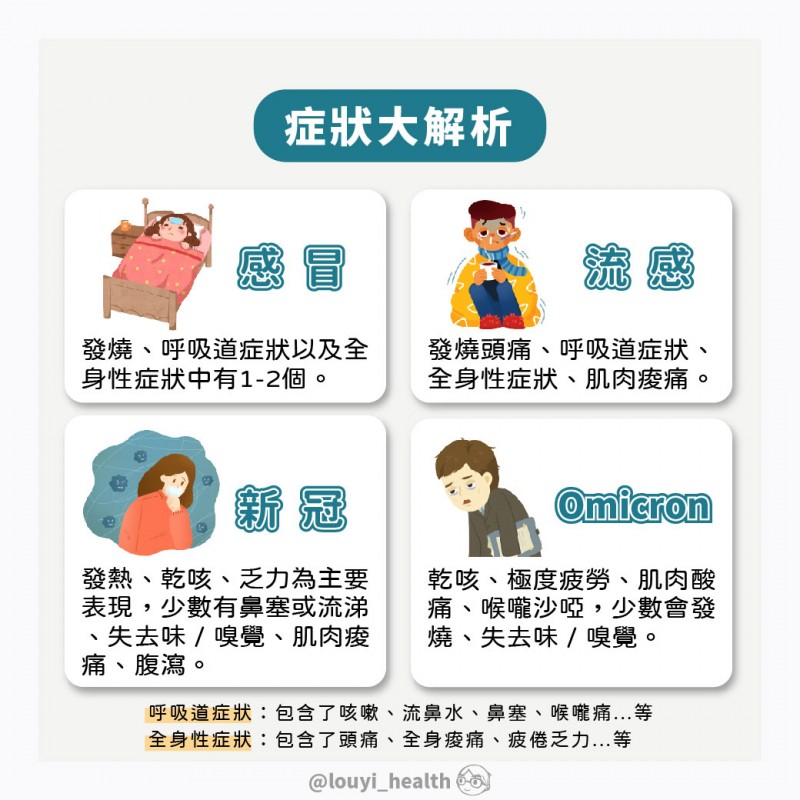 症狀大解析
感冒
發燒、呼吸道症狀以及全
身性症狀中有1-2個。
流感
發燒頭痛、呼吸道症狀、
全身性症狀、肌肉痠痛。
新冠
發熱、乾咳、乏力為主要
表現，少數有鼻塞或流涕
、失去味 / 嗅覺、肌肉痠
痛、腹瀉。
Omicron
乾咳、極度疲勞、肌肉酸
痛、喉嚨沙啞，少數會發
燒、失去味 / 嗅覺。
呼吸道症狀：包含了咳嗽、流鼻水、鼻塞、喉嚨痛...等
全身性症狀：包含了頭痛、全身痠痛、疲倦乏力...等
@louyi_health